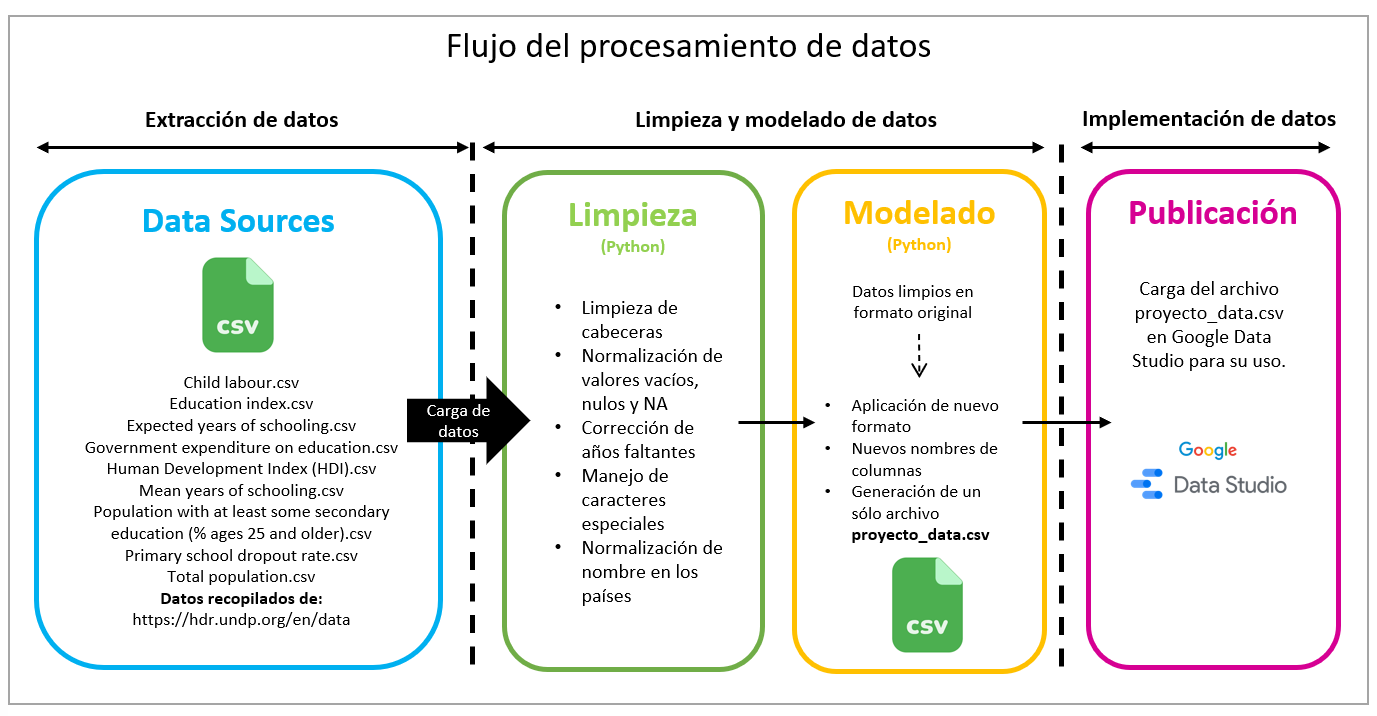 Flujo del procesamiento de datos
Extracción de datos
Limpieza y modelado de datos
Implementación de datos
Data Sources
CSV
Child labour.csv
Education index.csv
Expected years of schooling.csv
Government expenditure on education.csv
Human Development Index (HDI).csv
Mean years of schooling.csv
Population with at least some secondary
education (% ages 25 and older).csv
Primary school dropout rate.csv
Total population.csv
Datos recopilados de:
https://hdr.undp.org/en/data
Carga de
datos
Limpieza
(Python)
• Limpieza de
cabeceras
• Normalización de
valores vacíos,
nulos y NA
• Corrección de
años faltantes
• Manejo de
caracteres
especiales
• Normalización de
nombre en los
países
Modelado
(Python)
Datos limpios en
formato original
• Aplicación de nuevo
formato
• Nuevos nombres de
columnas
• Generación de un
sólo archivo
proyecto_data.csv
CSV
Publicación
Carga del archivo
proyecto_data.csv
en Google Data
Studio para su uso.
Google
Data Studio